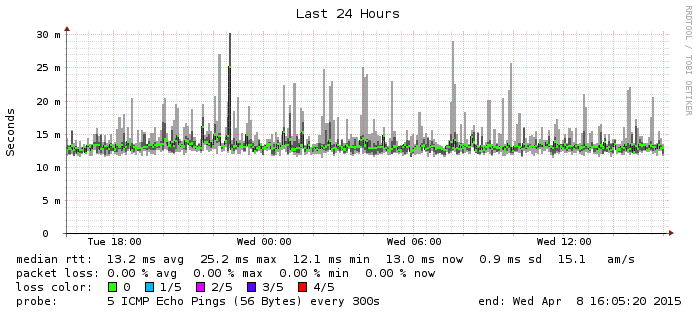 Last 24 Hours
RRDTOOL / TOBI OETIKER
Seconds
30 m
25 m
20 m
15 m
10 m
5 m
0
Tue 18:00 Wed 00:00 Wed 06:00 Wed 12:00
median rtt: 13.2 ms avg 25.2 ms max 12.1 ms min 13.0 ms now 0.9 ms sd 15.1 am/s
packet loss: 0.00 % avg 0.00 % max 0.00 % min 0.00 % now
loss color: 0 1/5 2/5 3/5 4/5
probe: 5 ICMP Echo Pings (56 Bytes) every 300s end: Wed Apr 8 16:05:20 2015